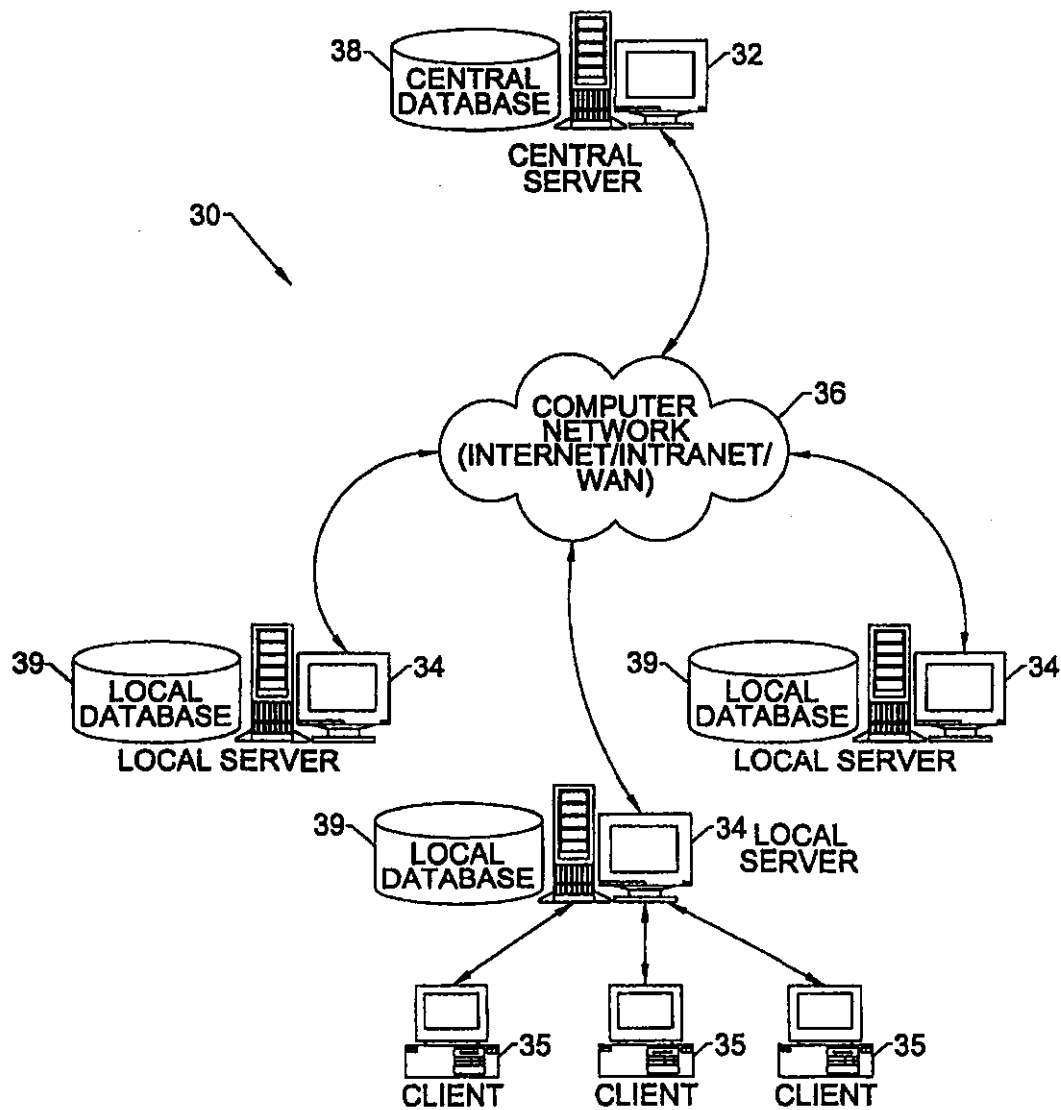 38
CENTRAL
DATABASE
32
CENTRAL
SERVER
30
COMPUTER
NETWORK
(INTERNET/INTRANET/
WAN)
36
39
LOCAL
DATABASE
34
LOCAL SERVER
39
LOCAL
DATABASE
34
LOCAL SERVER
39
LOCAL
DATABASE
34
LOCAL
SERVER
35
CLIENT
35
CLIENT
35
CLIENT